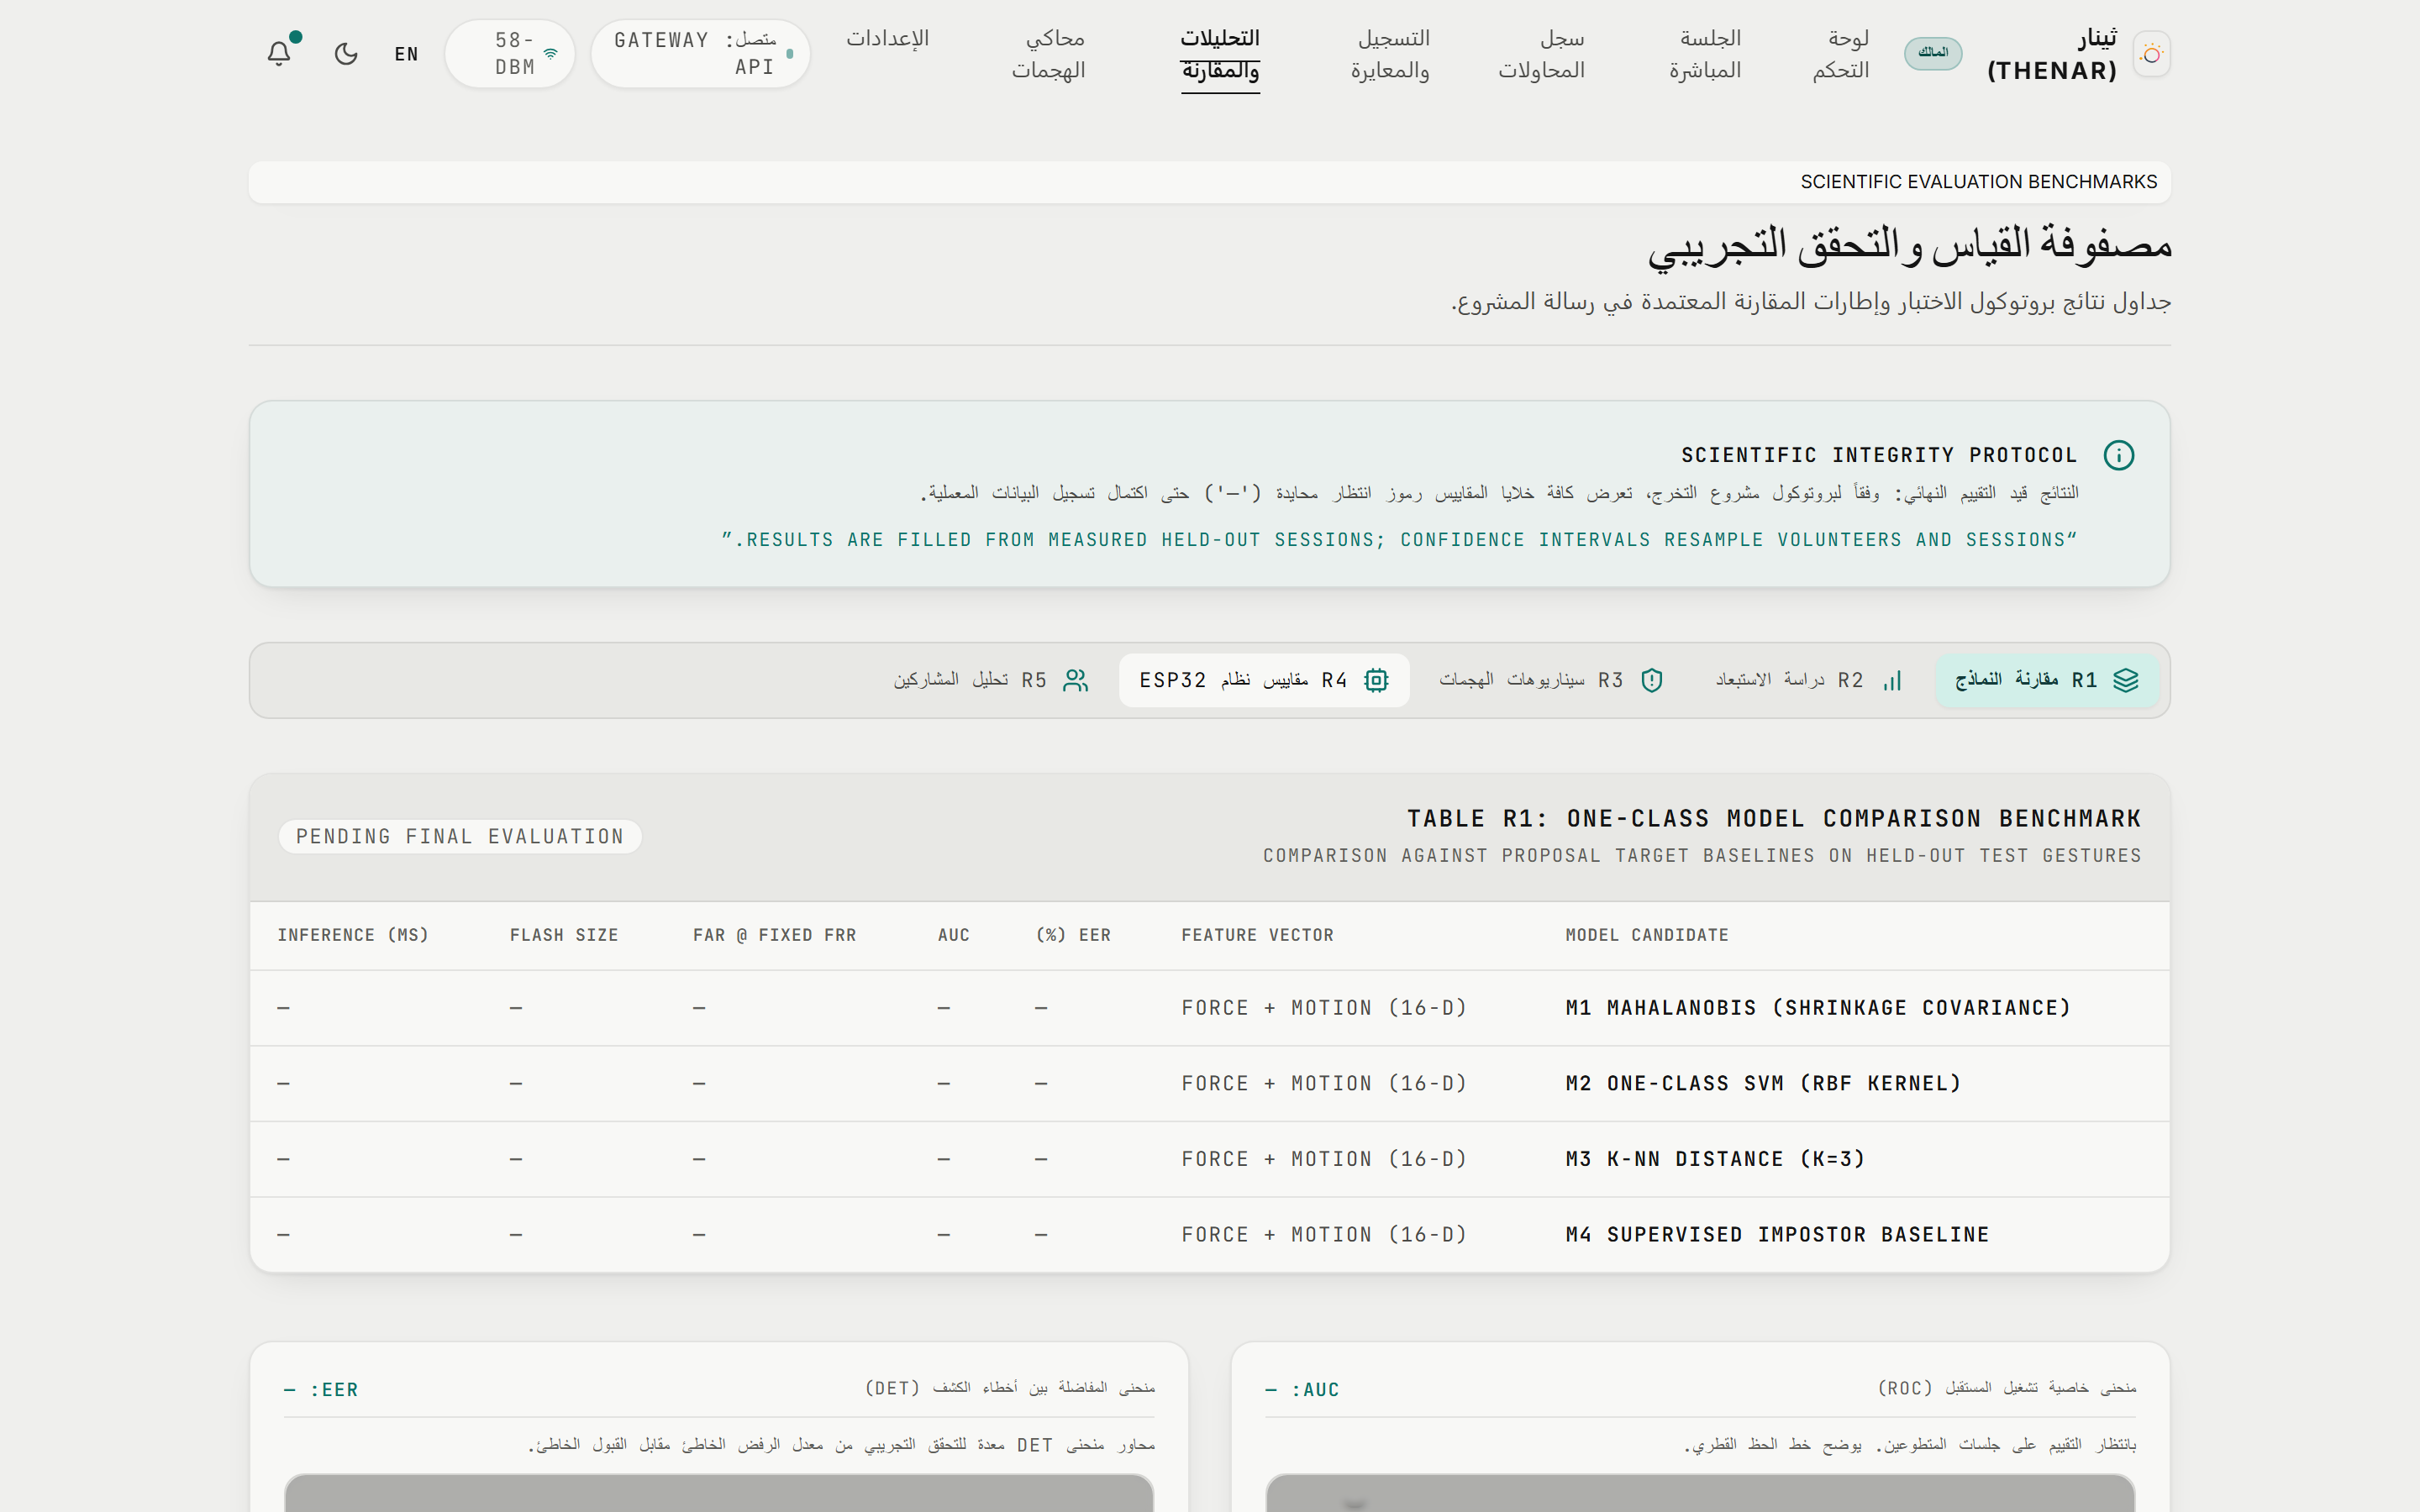 ثينار
(THENAR)
المالك
لوحة
التحكم
الجلسة
المباشرة
سجل
المحاولات
التسجيل
والمعايرة
التحليلات
والمقارنة
محاكي
الهجمات
الإعدادات
متصل: GATEWAY
API
58-
DBM
EN
SCIENTIFIC EVALUATION BENCHMARKS
مصفوفة القياس والتحقق التجريبي
جداول نتائج بروتوكول الاختبار وإطارات المقارنة المعتمدة في رسالة المشروع.
SCIENTIFIC INTEGRITY PROTOCOL
النتائج قيد التقييم النهائي: وفقاً لبروتوكول مشروع التخرج، تعرض كافة خلايا المقاييس رموز انتظار محايدة ('—') حتى اكتمال تسجيل البيانات المعملية.
“RESULTS ARE FILLED FROM MEASURED HELD-OUT SESSIONS; CONFIDENCE INTERVALS RESAMPLE VOLUNTEERS AND SESSIONS.”
R1 مقارنة النماذج
R2 دراسة الاستبعاد
R3 سيناريوهات الهجمات
R4 مقاييس نظام ESP32
R5 تحليل المشاركين
TABLE R1: ONE-CLASS MODEL COMPARISON BENCHMARK
COMPARISON AGAINST PROPOSAL TARGET BASELINES ON HELD-OUT TEST GESTURES
PENDING FINAL EVALUATION
MODEL CANDIDATE FEATURE VECTOR EER (%) AUC FAR @ FIXED FRR FLASH SIZE INFERENCE (MS)
M1 MAHALANOBIS (SHRINKAGE COVARIANCE) FORCE + MOTION (16-D) — — — — —
M2 ONE-CLASS SVM (RBF KERNEL) FORCE + MOTION (16-D) — — — — —
M3 K-NN DISTANCE (K=3) FORCE + MOTION (16-D) — — — — —
M4 SUPERVISED IMPOSTOR BASELINE FORCE + MOTION (16-D) — — — — —
منحنى خاصية تشغيل المستقبل (ROC)
AUC: —
بانتظار التقييم على جلسات المتطوعين. يوضح خط الحظ القطري.
منحنى المفاضلة بين أخطاء الكشف (DET)
EER: —
محاور منحنى DET معدة للتحقق التجريبي من معدل الرفض الخاطئ مقابل القبول الخاطئ.